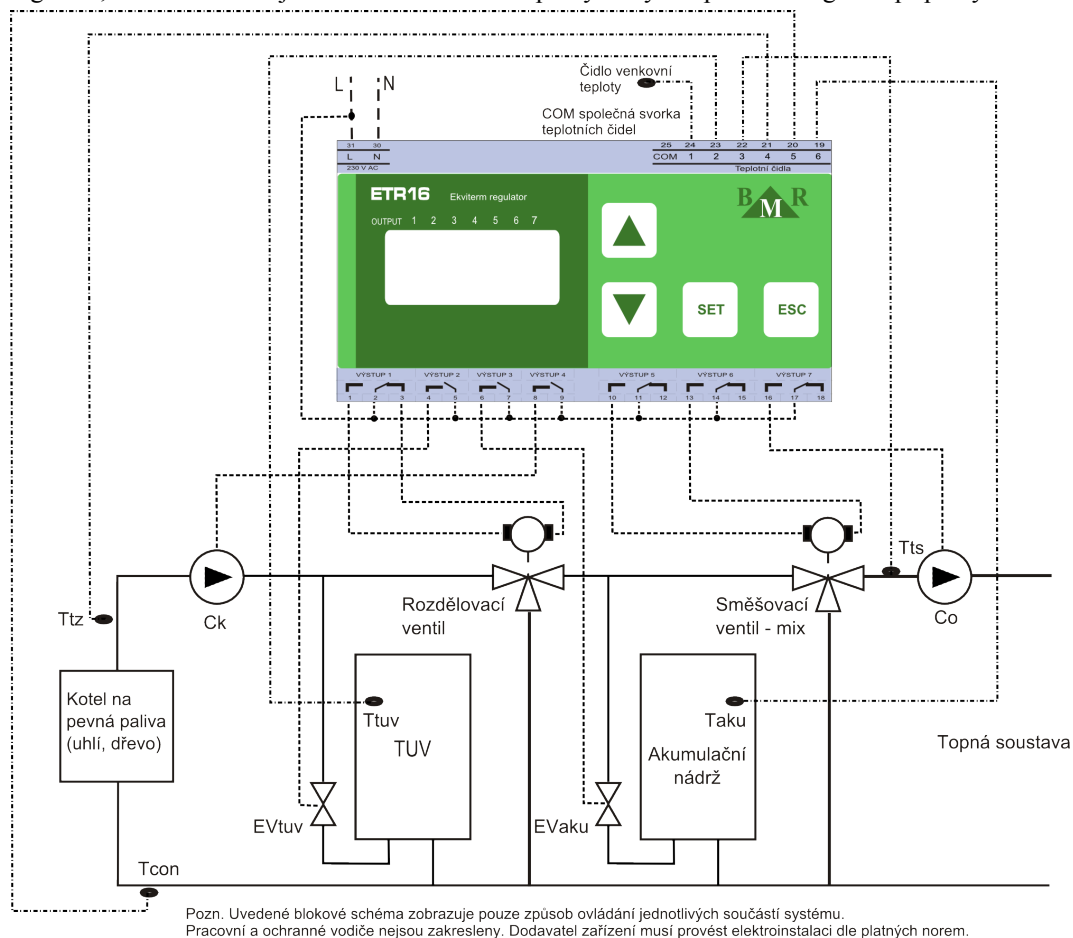 Čidlo venkovní
teploty
L N
COM společná svorka
teplotních čidel
31 30 25 24 23 22 21 20 19
L N COM 1 2 3 4 5 6
230 V AC Teplotní čidla
ETR16 Ekviterm regulator B M R
OUTPUT 1 2 3 4 5 6 7
SET ESC
VÝSTUP 1 VÝSTUP 2 VÝSTUP 3 VÝSTUP 4 VÝSTUP 5 VÝSTUP 6 VÝSTUP 7
1 2 3 4 5 6 7 8 9 10 11 12 13 14 15 16 17 18
Tts
Ttz
Ck
Rozdělovací
ventil
Směšovací
ventil - mix
Co
Kotel na
pevná paliva
(uhlí, dřevo)
Ttuv
TUV
Taku
Akumulační
nádrž
Topná soustava
EVtuv
EVaku
Tcon
Pozn. Uvedené blokové schéma zobrazuje pouze způsob ovládání jednotlivých součástí systému.
Pracovní a ochranné vodiče nejsou zakresleny. Dodavatel zařízení musí provést elektroinstalaci dle platných norem.